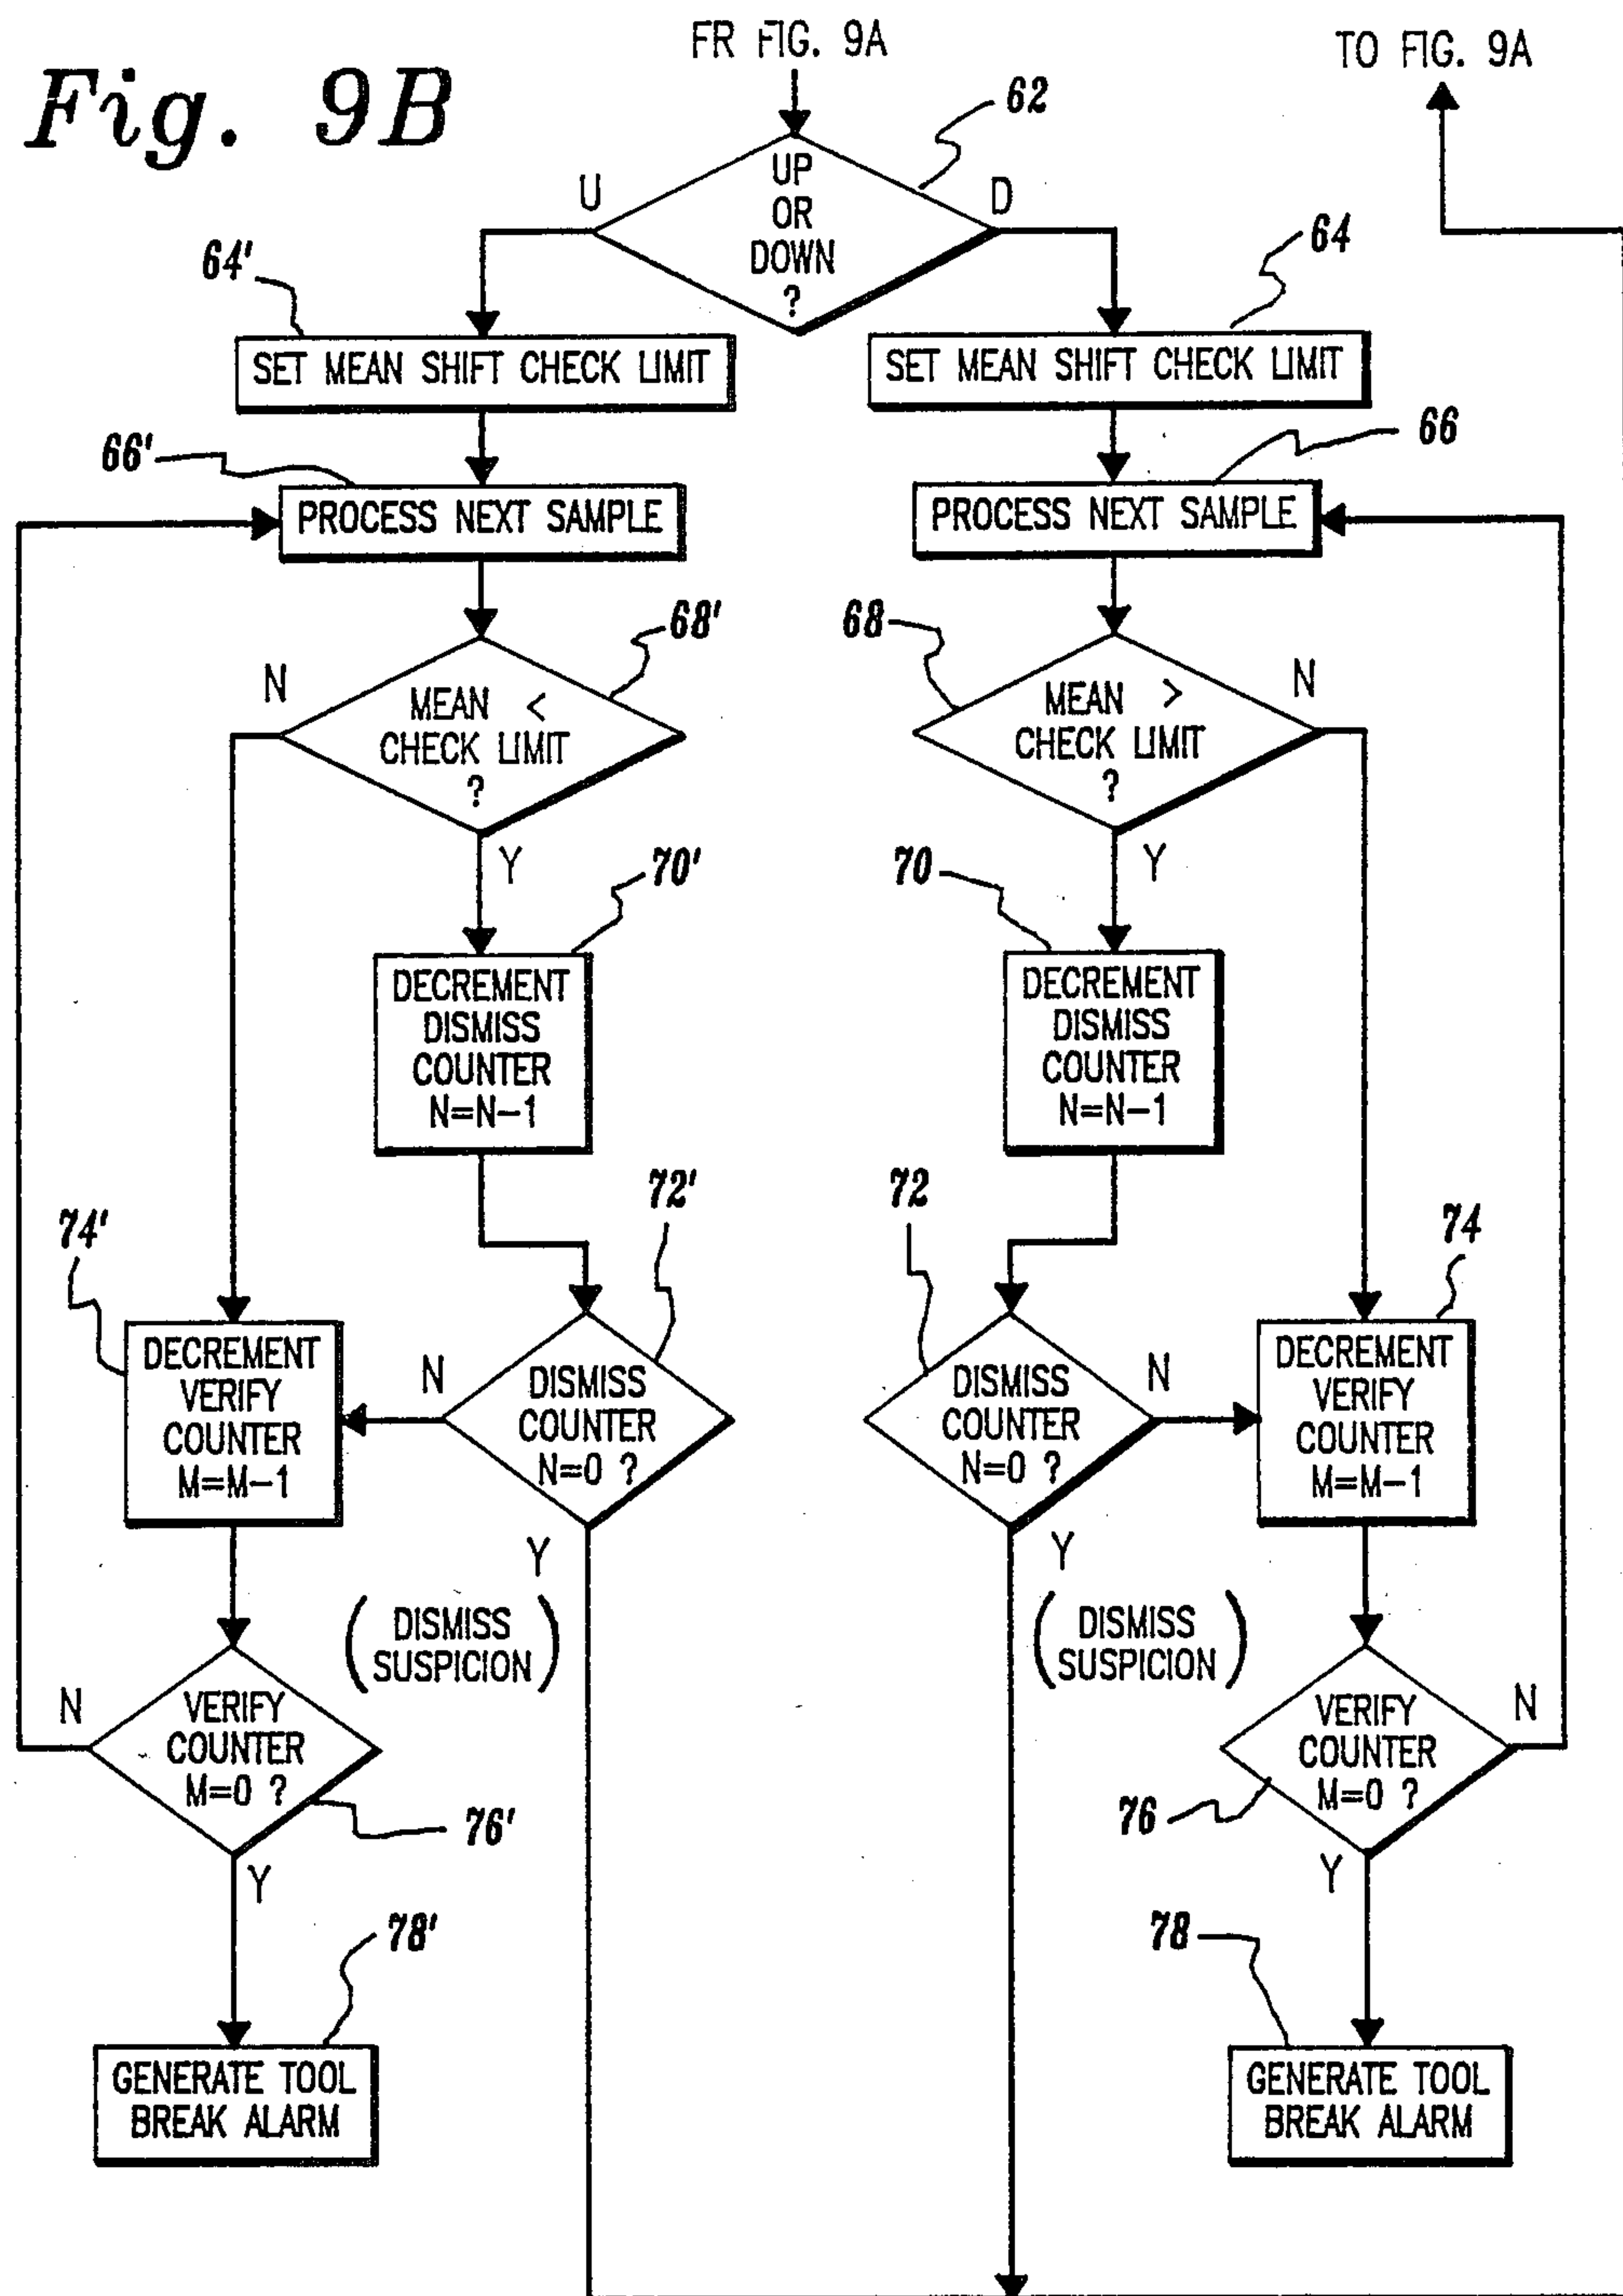 Fig. 9B
FR FIG. 9A
TO FIG. 9A
62
UP
OR
DOWN
?
U
D
64'
64
SET MEAN SHIFT CHECK LIMIT
SET MEAN SHIFT CHECK LIMIT
66'
66
PROCESS NEXT SAMPLE
PROCESS NEXT SAMPLE
68'
68
N
MEAN <
CHECK LIMIT
?
MEAN >
CHECK LIMIT
?
N
Y
70'
70
Y
DECREMENT
DISMISS
COUNTER
N=N-1
DECREMENT
DISMISS
COUNTER
N=N-1
72'
72
74'
74
DECREMENT
VERIFY
COUNTER
M=M-1
N
DISMISS
COUNTER
N=0 ?
DISMISS
COUNTER
N=0 ?
N
DECREMENT
VERIFY
COUNTER
M=M-1
Y
Y
(DISMISS
SUSPICION)
(DISMISS
SUSPICION)
N
VERIFY
COUNTER
M=0 ?
76'
VERIFY
COUNTER
M=0 ?
N
76
Y
Y
78'
78
GENERATE TOOL
BREAK ALARM
GENERATE TOOL
BREAK ALARM